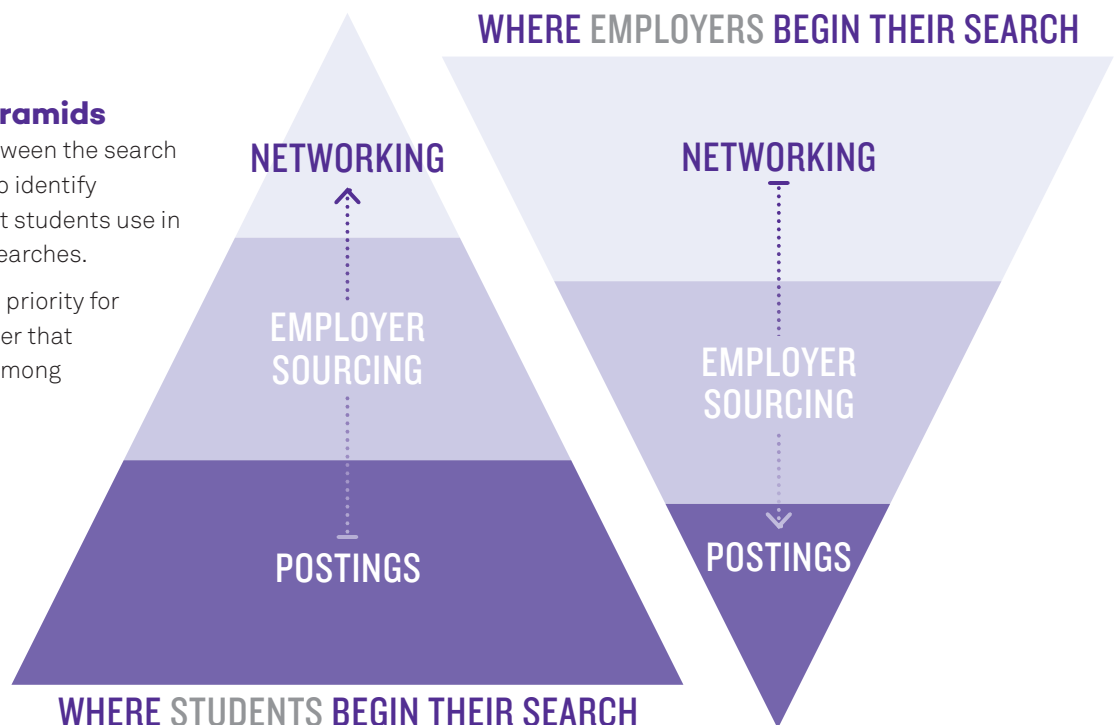 WHERE EMPLOYERS BEGIN THEIR SEARCH
ramids
ween the search
o identify
t students use in
earches.
priority for
er that
mong
NETWORKING
EMPLOYER
SOURCING
POSTINGS
WHERE STUDENTS BEGIN THEIR SEARCH
NETWORKING
EMPLOYER
SOURCING
POSTINGS